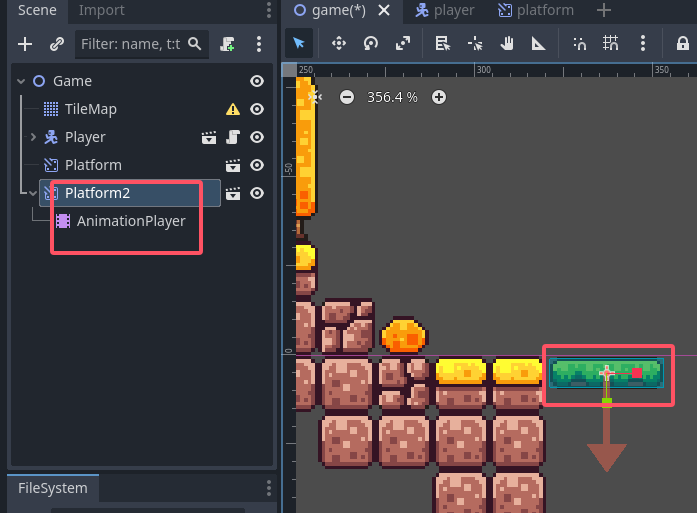 Scene Import
game(*) player platform
Filter: name, t:t
250 300 350
Game
356.4 %
TileMap
Player
-50
Platform
Platform2
AnimationPlayer
0
FileSystem